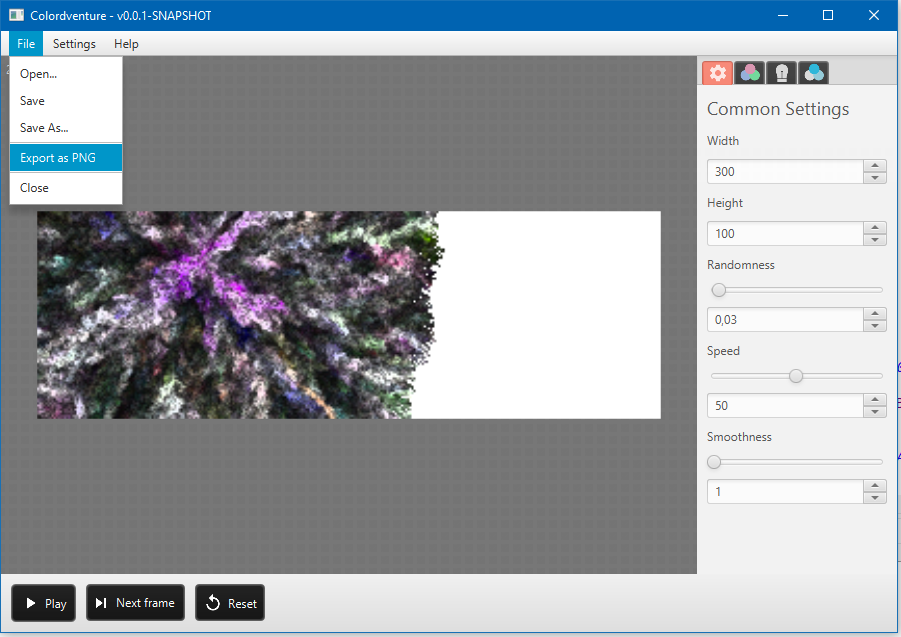 Colordventure - v0.0.1-SNAPSHOT
File Settings Help
Open...
Save
Save As...
Export as PNG
Close
Common Settings
Width
300
Height
100
Randomness
0,03
Speed
50
Smoothness
1
Play Next frame Reset